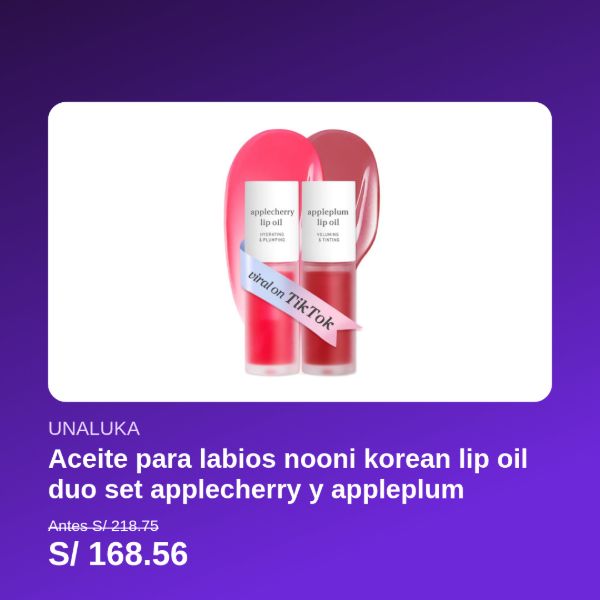 applecherry
lip oil
HYDRATING
& PLUMPING
appleplum
lip oil
VOLUMING
& TINTING
viral on TikTok
UNALUKA
Aceite para labios nooni korean lip oil
duo set applecherry y appleplum
Antes S/ 218.75
S/ 168.56